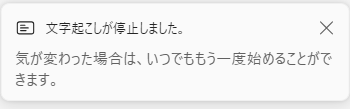 文字起こしが停止しました。
気が変わった場合は、いつでももう一度始めることがで
きます。